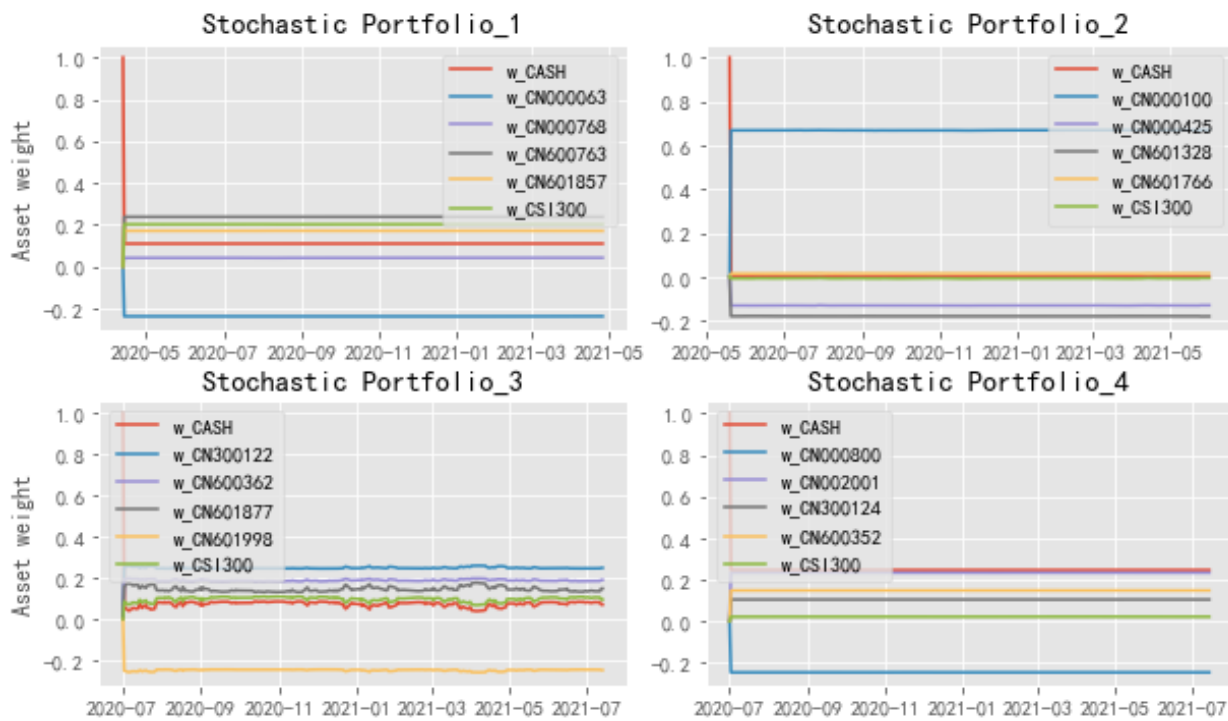 Stochastic Portfolio_1
Asset weight
1.0
0.8
0.6
0.4
0.2
0.0
-0.2
w_CASH
w_CN000063
w_CN000768
w_CN600763
w_CN601857
w_CSI300
2020-05 2020-07 2020-09 2020-11 2021-01 2021-03 2021-05
Stochastic Portfolio_2
1.0
0.8
0.6
0.4
0.2
0.0
-0.2
w_CASH
w_CN000100
w_CN000425
w_CN601328
w_CN601766
w_CSI300
2020-05 2020-07 2020-09 2020-11 2021-01 2021-03 2021-05
Stochastic Portfolio_3
Asset weight
1.0
0.8
0.6
0.4
0.2
0.0
-0.2
w_CASH
w_CN300122
w_CN600362
w_CN601877
w_CN601998
w_CSI300
2020-07 2020-09 2020-11 2021-01 2021-03 2021-05 2021-07
Stochastic Portfolio_4
1.0
0.8
0.6
0.4
0.2
0.0
-0.2
w_CASH
w_CN000800
w_CN002001
w_CN300124
w_CN600352
w_CSI300
2020-07 2020-09 2020-11 2021-01 2021-03 2021-05 2021-07